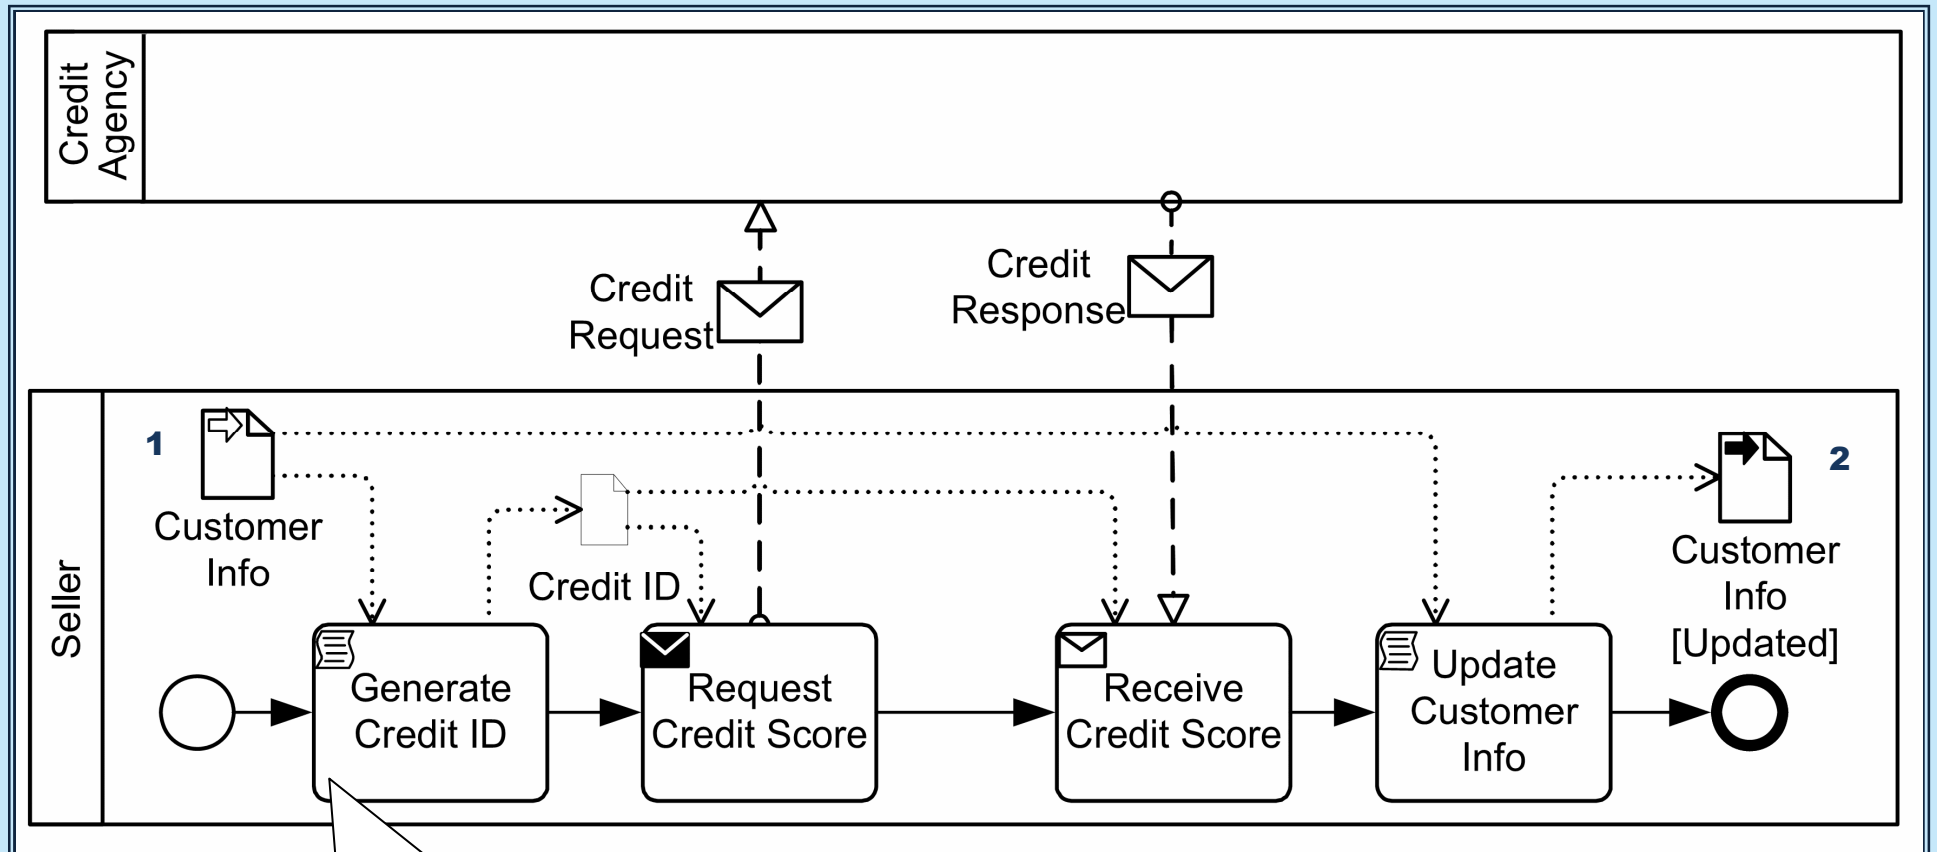 Credit
Agency
Credit
Request
Credit
Response
Seller
1
Customer
Info
Credit ID
2
Customer
Info
[Updated]
Generate
Credit ID
Request
Credit Score
Receive
Credit Score
Update
Customer
Info